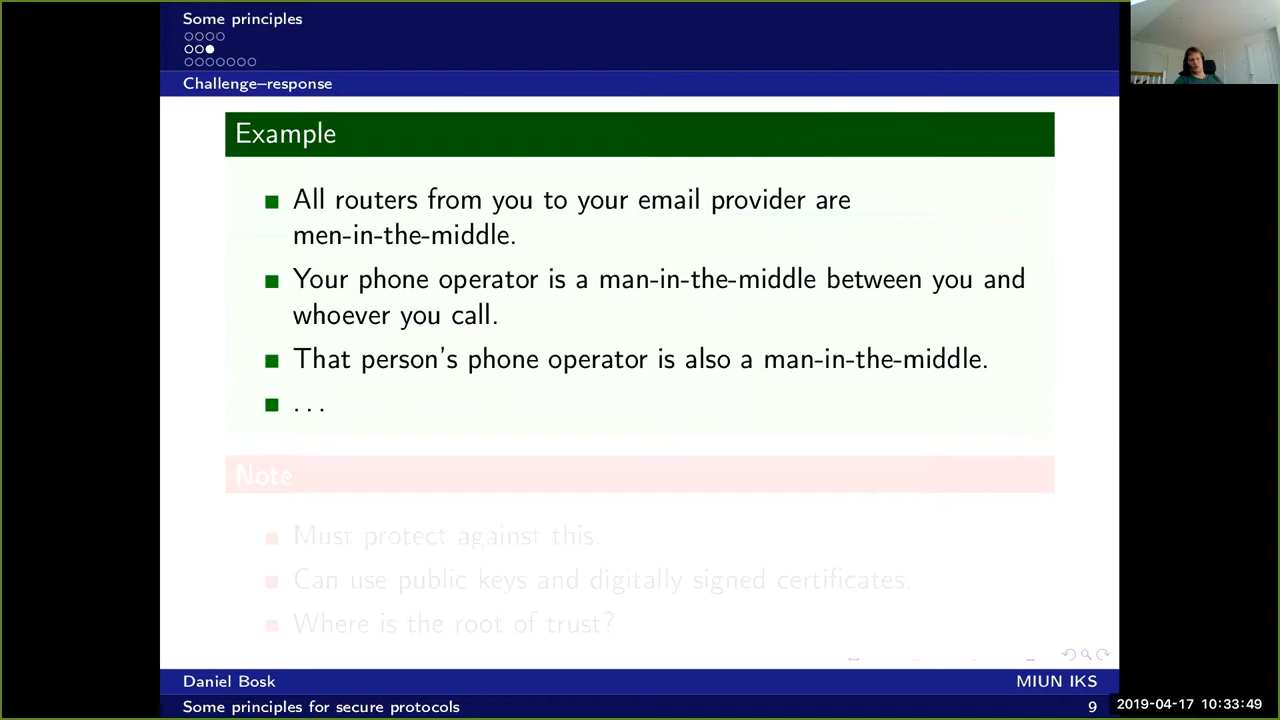 Some principles
Challenge–response
Example
All routers from you to your email provider are
men-in-the-middle.
Your phone operator is a man-in-the-middle between you and
whoever you call.
That person's phone operator is also a man-in-the-middle.
. . .
Note
Must protect against this.
Can use public keys and digitally signed certificates.
Where is the root of trust?
Daniel Bosk
MIUN IKS
Some principles for secure protocols
9
2019-04-17 10:33:49